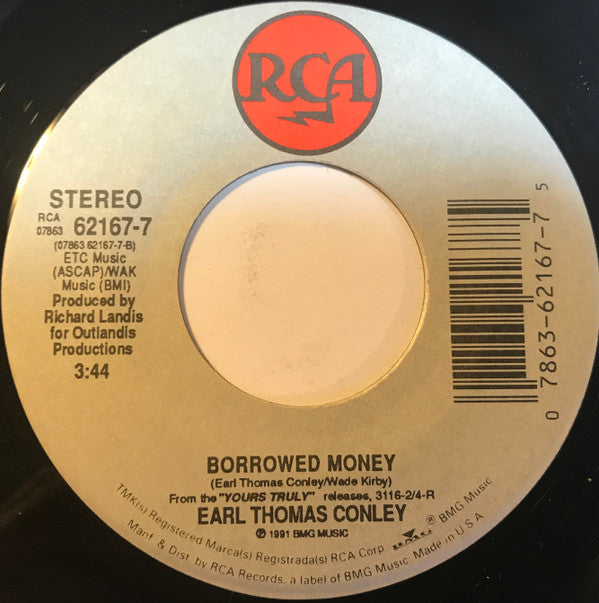 RCA
STEREO
RCA
07863 62167-7
(07863 62167-7-B)
ETC Music
(ASCAP)/WAK
Music (BMI)
Produced by
Richard Landis
for Outlandis
Productions
3:44
0 7863-62167-7 5
BORROWED MONEY
(Earl Thomas Conley/Wade Kirby)
From the "YOURS TRULY" releases, 3116-2/4-R
EARL THOMAS CONLEY
℗ 1991 BMG MUSIC
TMK(s) Registered Marca(s) Registrada(s) RCA Corp. BMG ® BMG Music
Manf. & Dist. by RCA Records, a label of BMG Music. Made in U.S.A